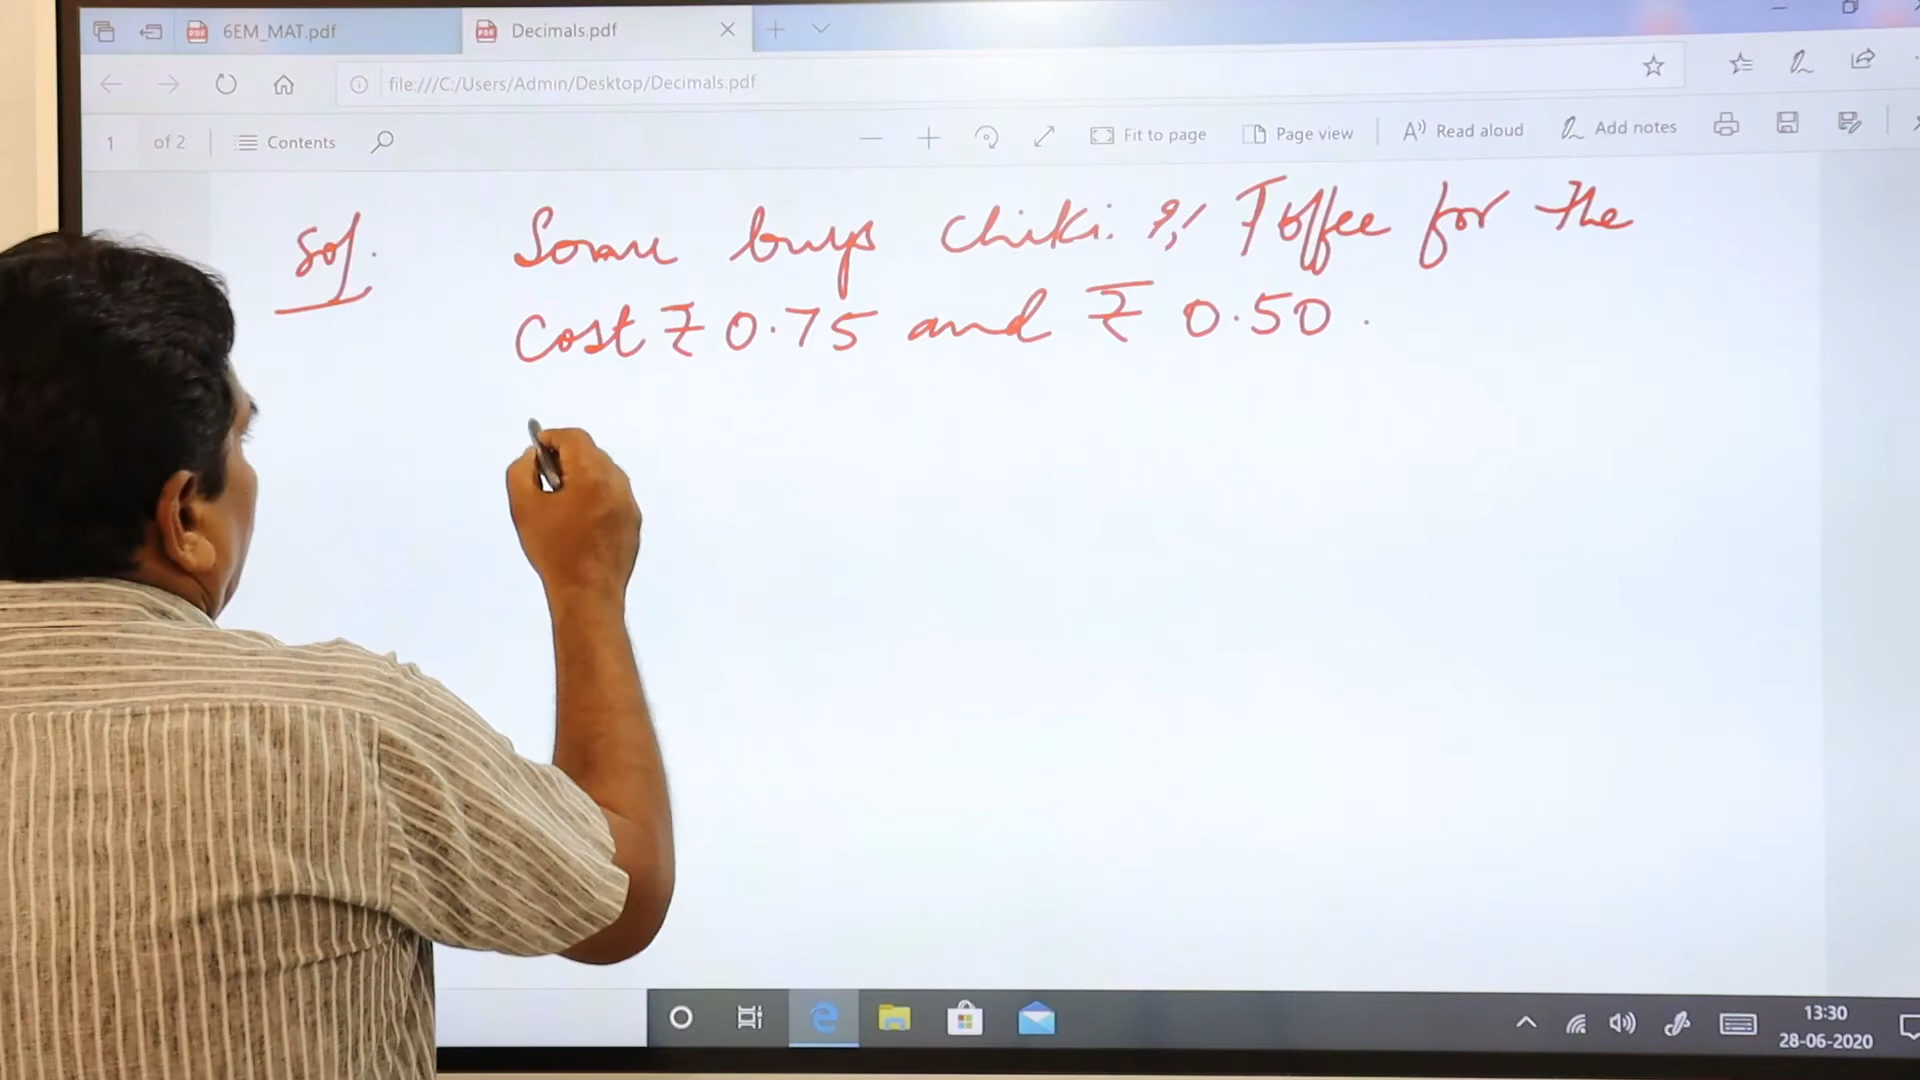 6EM_MAT.pdf
Decimals.pdf
file:///C:/Users/Admin/Desktop/Decimals.pdf
1 of 2 Contents Fit to page Page view Read aloud Add notes
Sol. Somu buys Chiki & Toffee for the
Cost ₹ 0.75 and ₹ 0.50.
13:30
28-06-2020